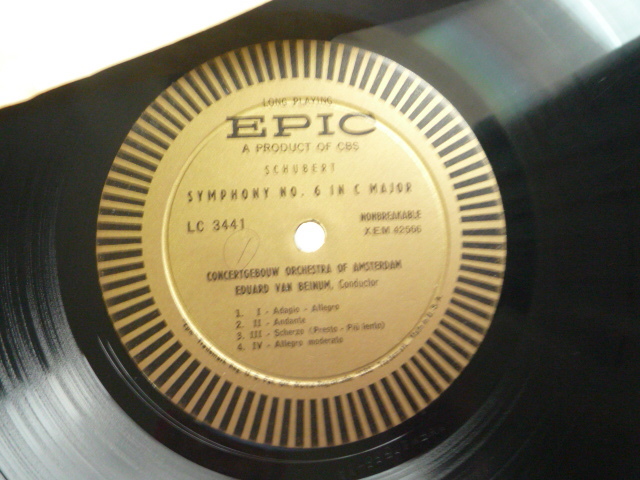 LONG PLAYING
EPIC
A PRODUCT OF CBS
SCHUBERT
SYMPHONY NO. 6 IN C MAJOR
LC 3441
NONBREAKABLE
XEM 42066
CONCERTGEBOUW ORCHESTRA OF AMSTERDAM
EDUARD VAN BEINUM, Conductor
1. I - Adagio - Allegro
2. II - Andante
3. III - Scherzo (Presto - Più lento)
4. IV - Allegro moderato